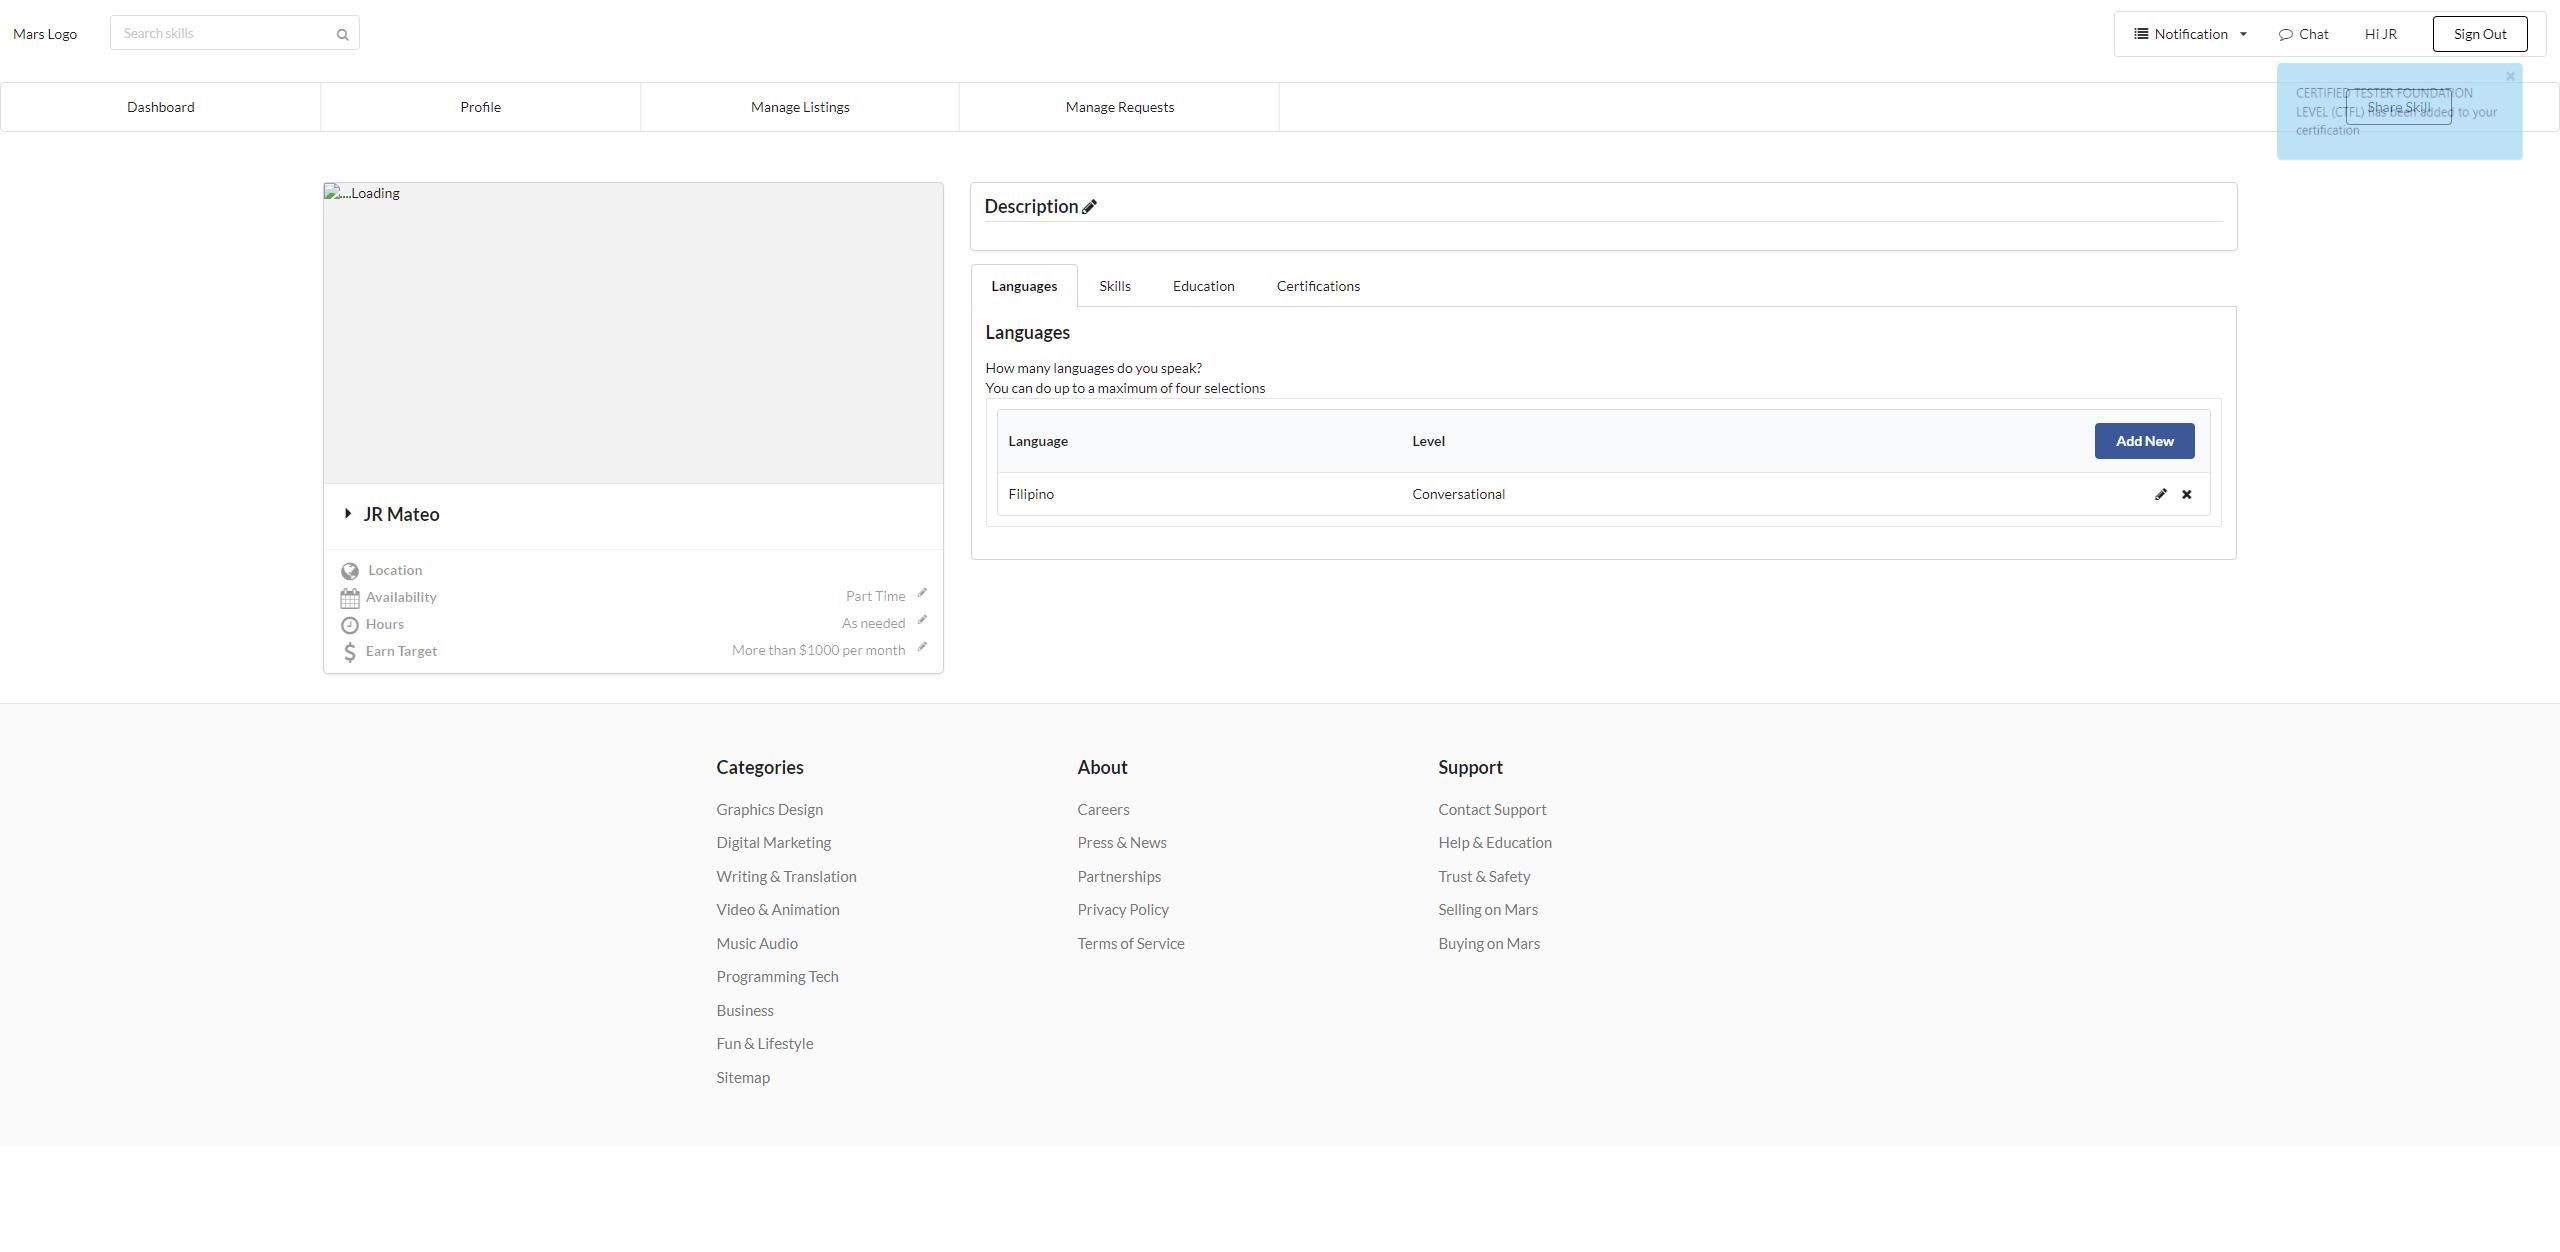 Mars Logo
Search skills
Notification
Chat
Hi JR
Sign Out
Dashboard
Profile
Manage Listings
Manage Requests
Share Skill
CERTIFIED TESTER FOUNDATION
LEVEL (CTFL) has been added to your
certification
....Loading
JR Mateo
Location
Availability
Part Time
Hours
As needed
Earn Target
More than $1000 per month
Description
Languages
Skills
Education
Certifications
Languages
How many languages do you speak?
You can do up to a maximum of four selections
Language
Level
Add New
Filipino
Conversational
Categories
Graphics Design
Digital Marketing
Writing & Translation
Video & Animation
Music Audio
Programming Tech
Business
Fun & Lifestyle
Sitemap
About
Careers
Press & News
Partnerships
Privacy Policy
Terms of Service
Support
Contact Support
Help & Education
Trust & Safety
Selling on Mars
Buying on Mars